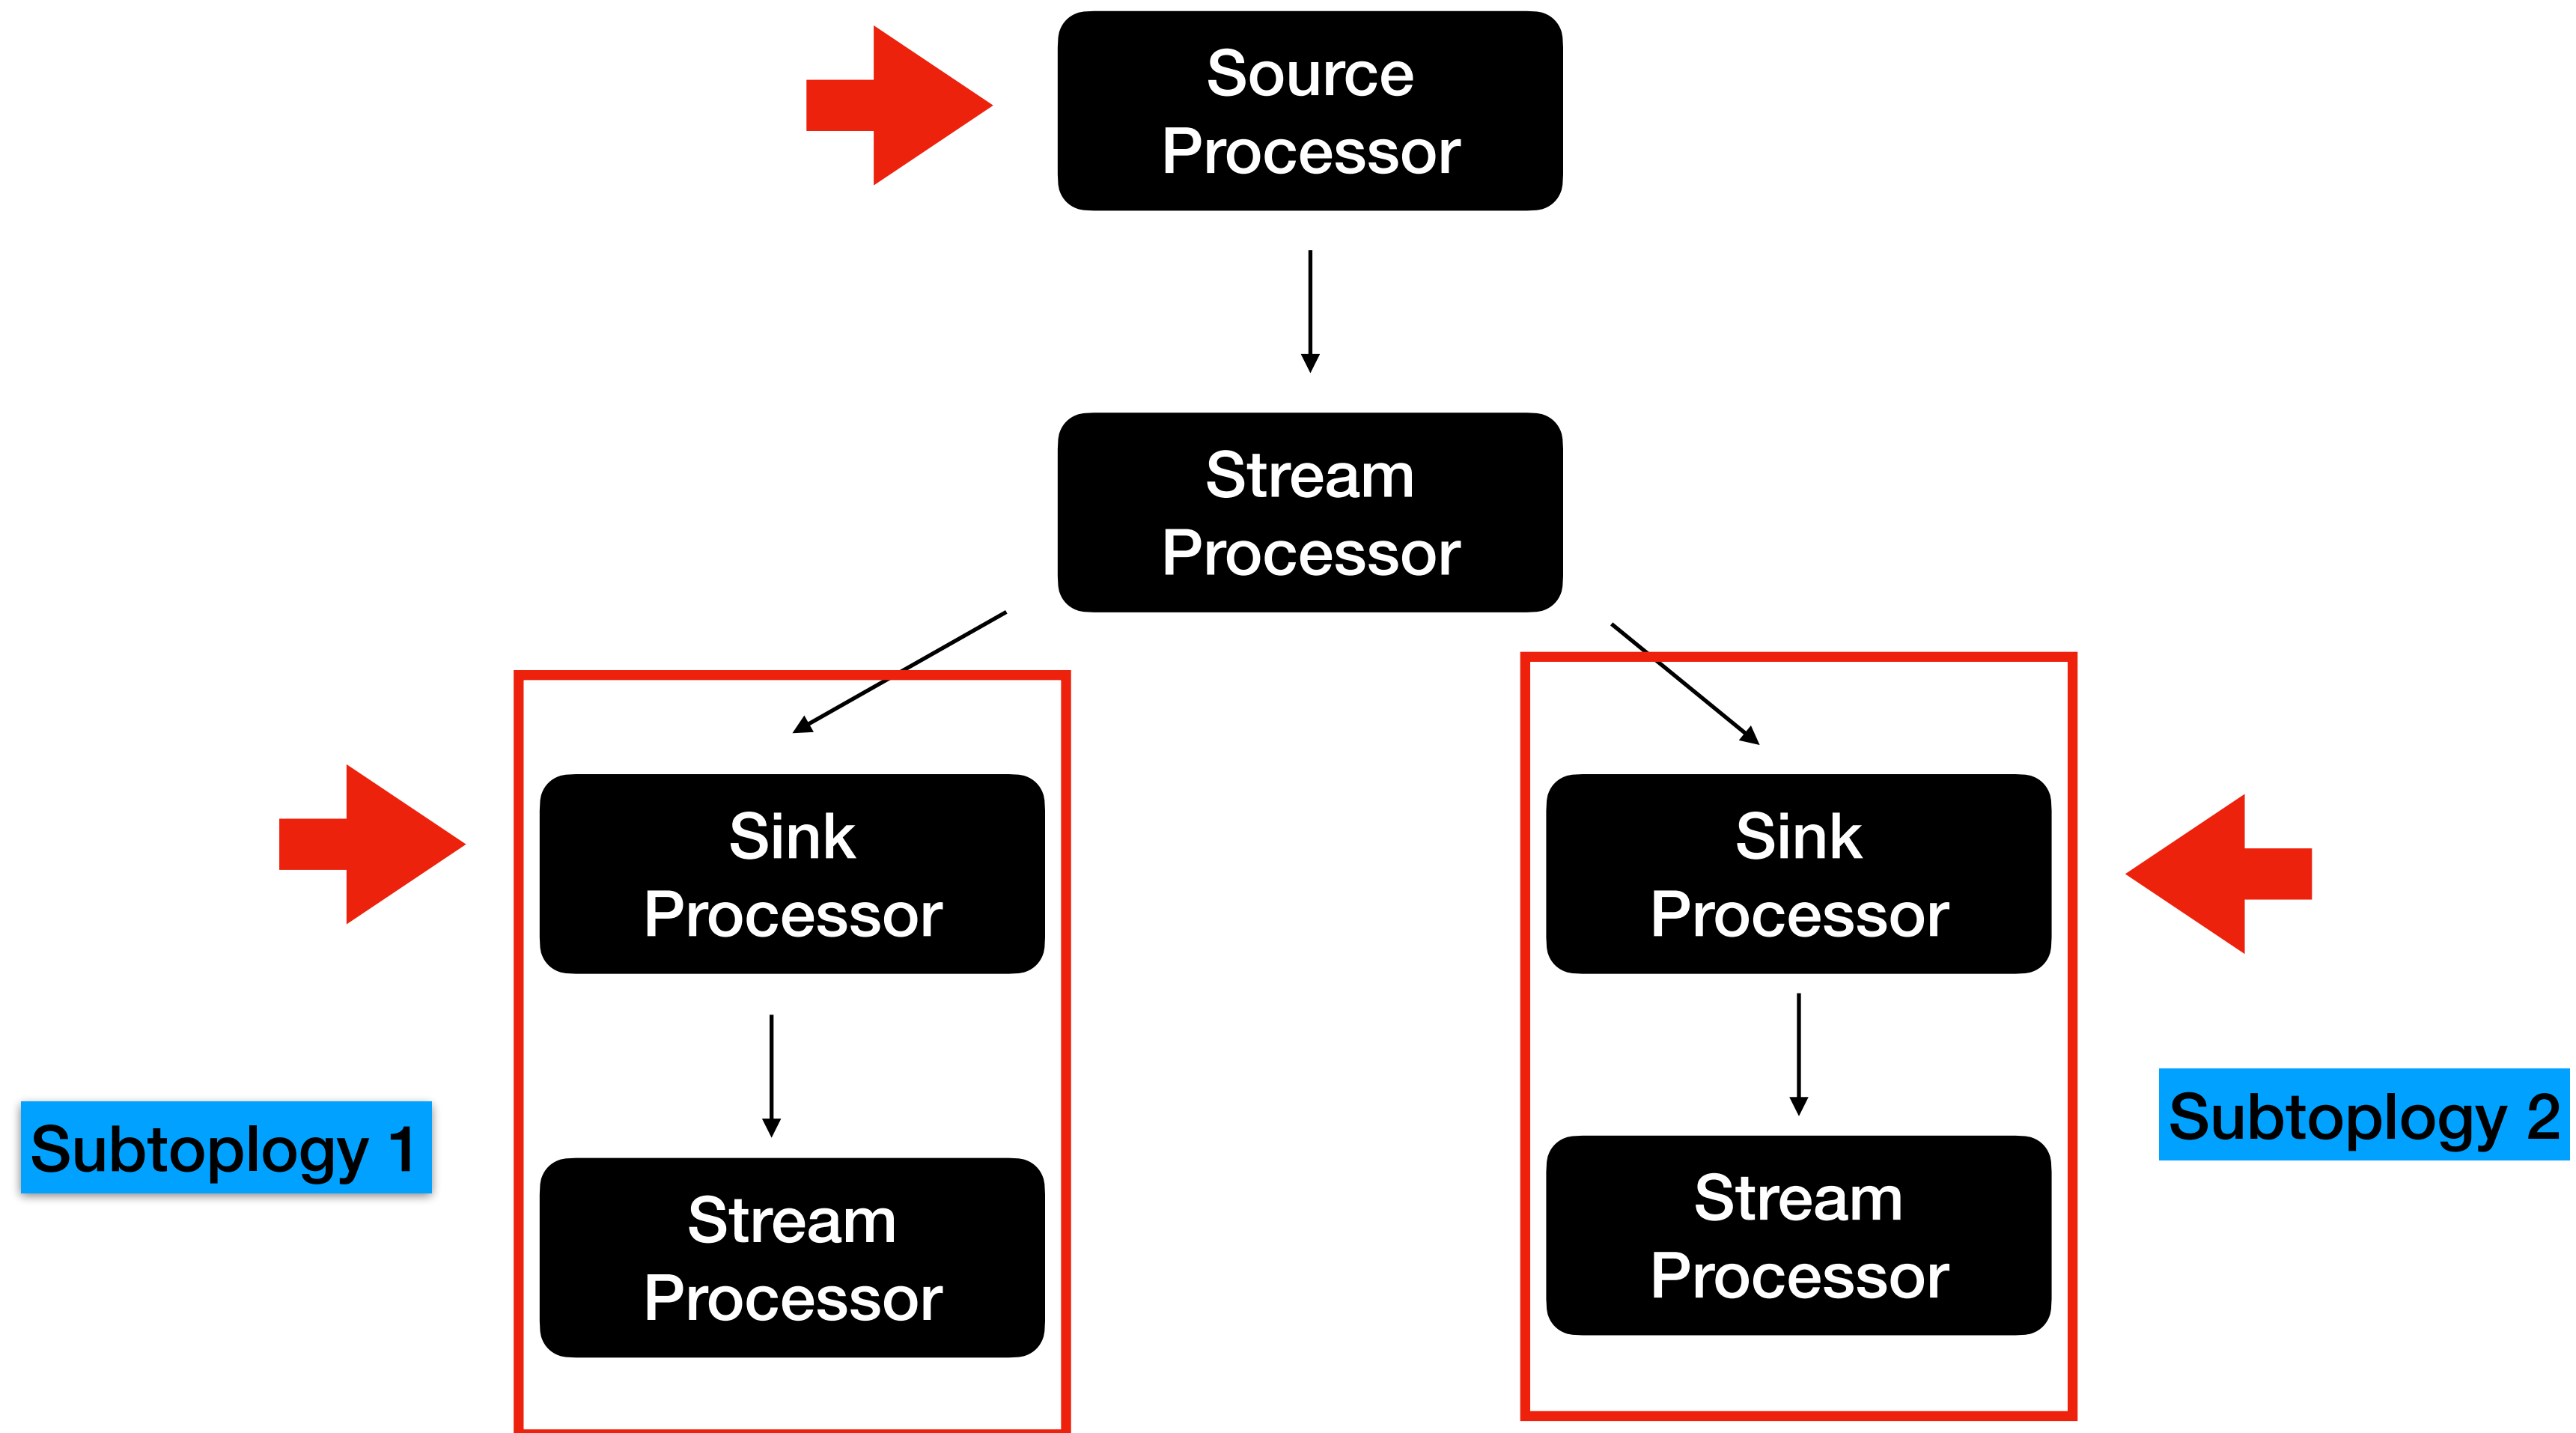 Source
Processor
Stream
Processor
Sink
Processor
Sink
Processor
Subtoplogy 1
Subtoplogy 2
Stream
Processor
Stream
Processor